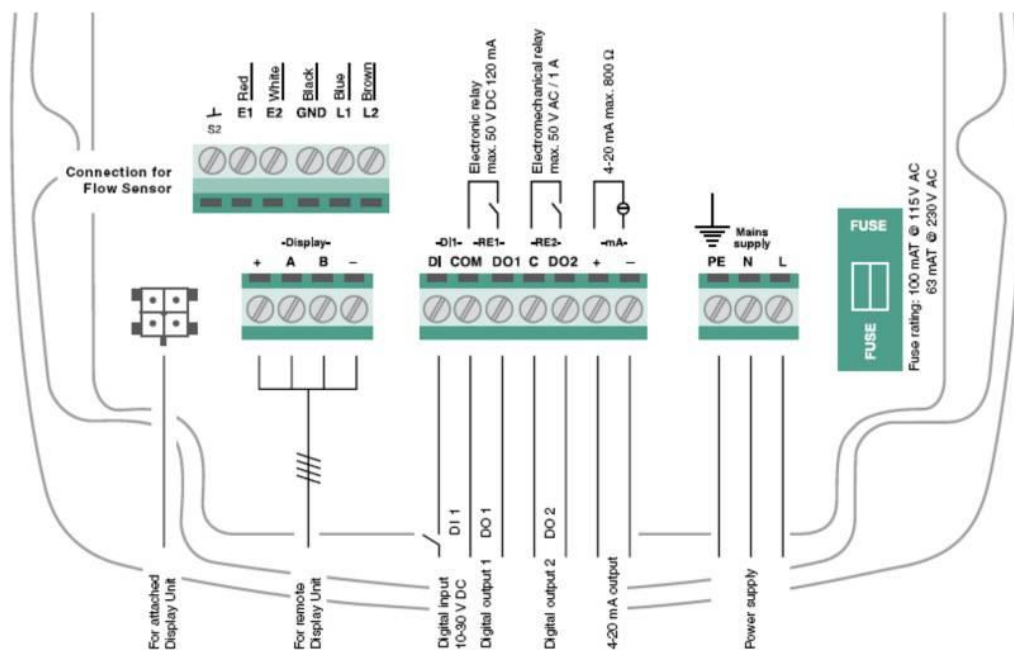 Red
White
Black
Blue
Brown
S2
E1
E2
GND
L1
L2
Connection for
Flow Sensor
Electronic relay
max. 50 V DC 120 mA
Electromechanical relay
max. 50 V AC / 1 A
4-20 mA max. 800 Ω
-Display-
+ A B –
-DI1- -RE1- -RE2- -mA-
DI COM DO1 C DO2 + –
Mains
supply
PE N L
FUSE
FUSE
Fuse rating: 100 mAT @ 115 V AC
63 mAT @ 230 V AC
DI 1
DO 1
DO 2
For attached
Display Unit
For remote
Display Unit
Digital input
10-30 V DC
Digital output 1
Digital output 2
4-20 mA output
Power supply